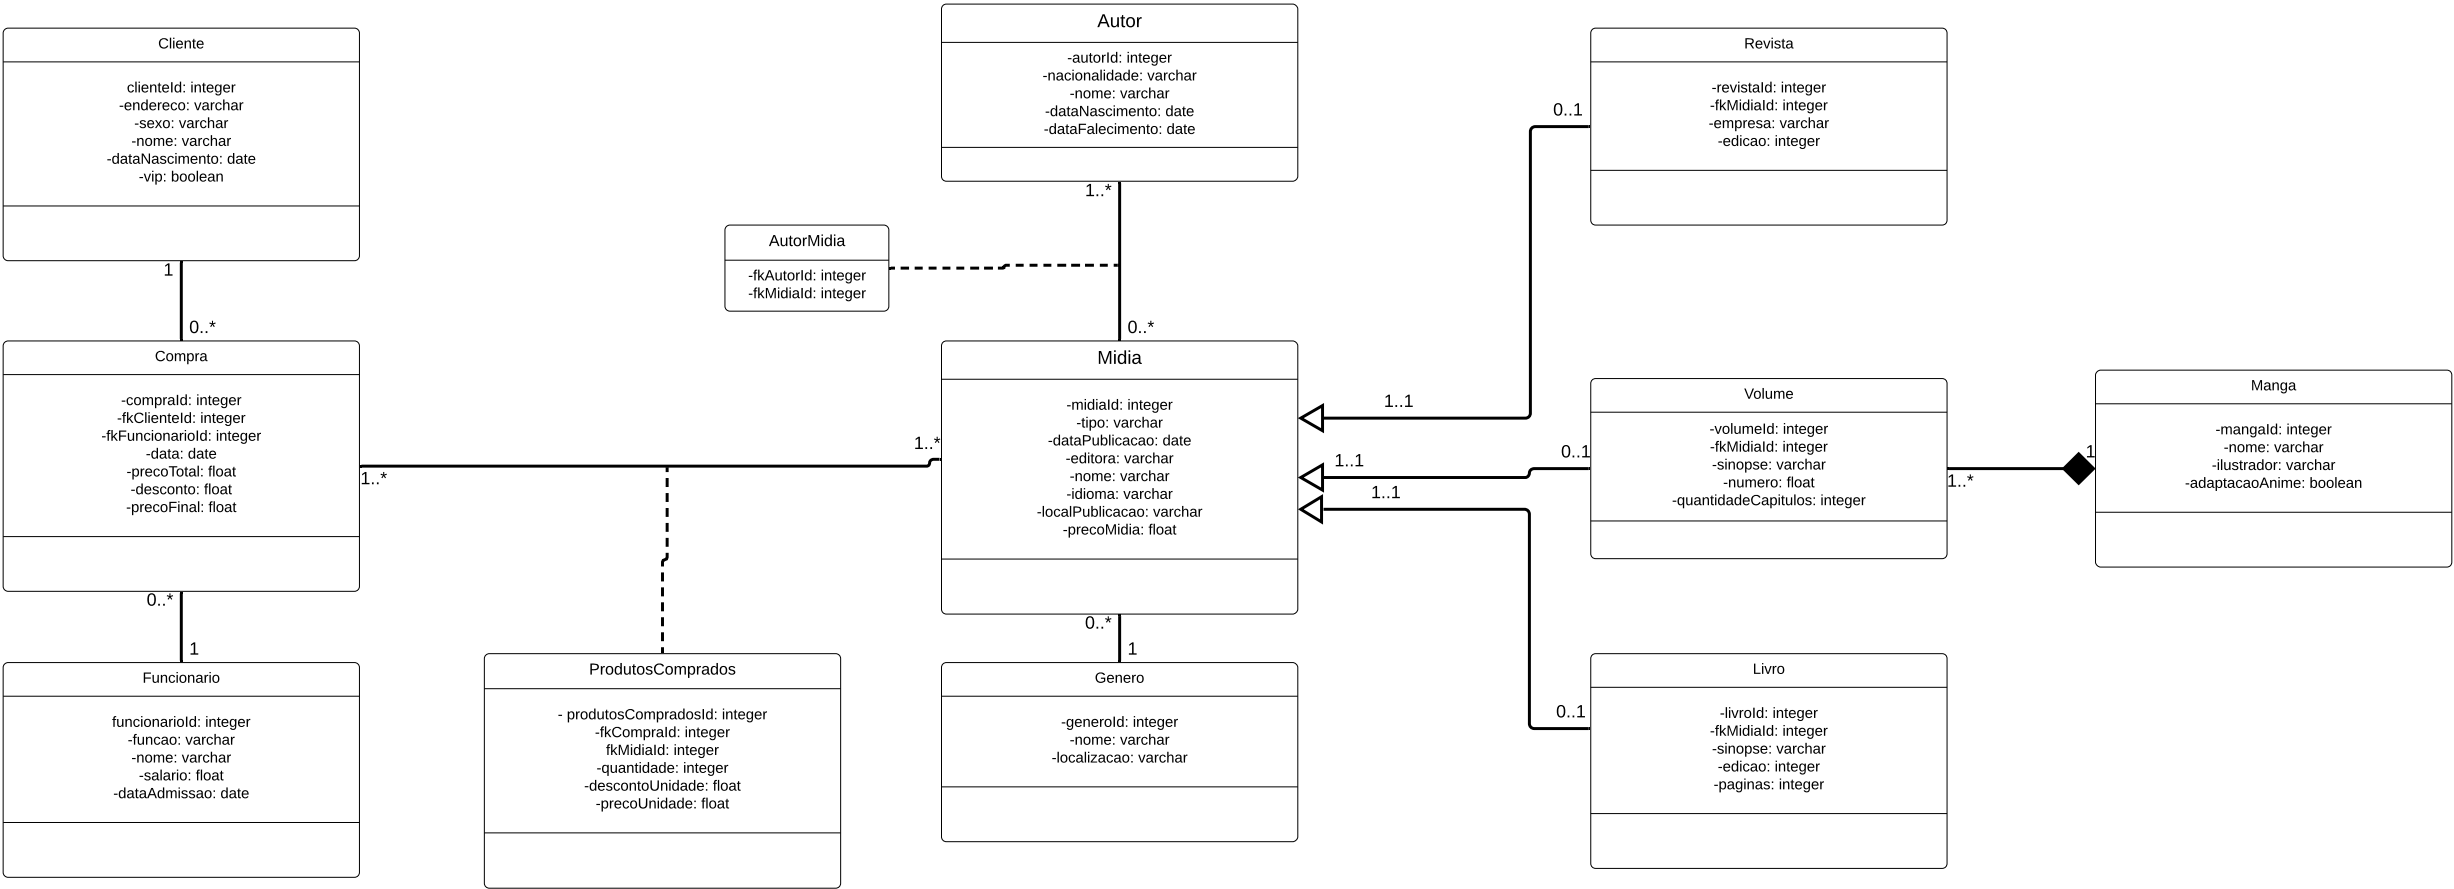 Cliente
clienteId: integer
-endereco: varchar
-sexo: varchar
-nome: varchar
-dataNascimento: date
-vip: boolean
1
0..*
Compra
-compraId: integer
-fkClienteId: integer
-fkFuncionarioId: integer
-data: date
-precoTotal: float
-desconto: float
-precoFinal: float
1..*
1..*
0..*
1
Funcionario
funcionarioId: integer
-funcao: varchar
-nome: varchar
-salario: float
-dataAdmissao: date
ProdutosComprados
- produtosCompradosId: integer
-fkCompraId: integer
fkMidiaId: integer
-quantidade: integer
-descontoUnidade: float
-precoUnidade: float
Autor
-autorId: integer
-nacionalidade: varchar
-nome: varchar
-dataNascimento: date
-dataFalecimento: date
1..*
AutorMidia
-fkAutorId: integer
-fkMidiaId: integer
0..*
Midia
-midiaId: integer
-tipo: varchar
-dataPublicacao: date
-editora: varchar
-nome: varchar
-idioma: varchar
-localPublicacao: varchar
-precoMidia: float
0..*
1
Genero
-generoId: integer
-nome: varchar
-localizacao: varchar
Revista
-revistaId: integer
-fkMidiaId: integer
-empresa: varchar
-edicao: integer
0..1
1..1
Volume
-volumeId: integer
-fkMidiaId: integer
-sinopse: varchar
-numero: float
-quantidadeCapitulos: integer
0..1
1..1
1..*
1
Manga
-mangaId: integer
-nome: varchar
-ilustrador: varchar
-adaptacaoAnime: boolean
1..1
0..1
Livro
-livroId: integer
-fkMidiaId: integer
-sinopse: varchar
-edicao: integer
-paginas: integer